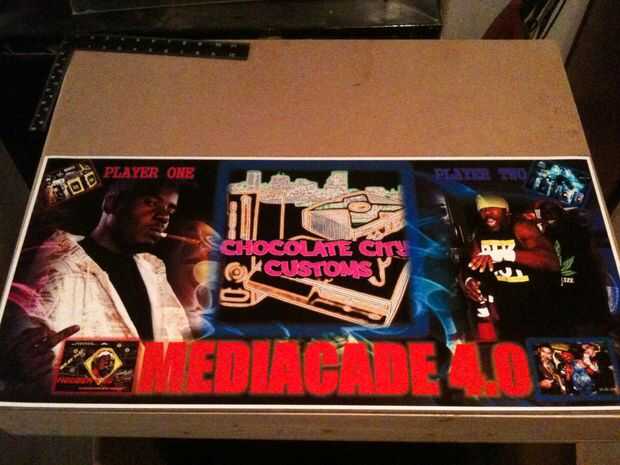 PLAYER ONE
PLAYER TWO
CHOCOLATE CITY
CUSTOMS
MEDIACADE 4.0